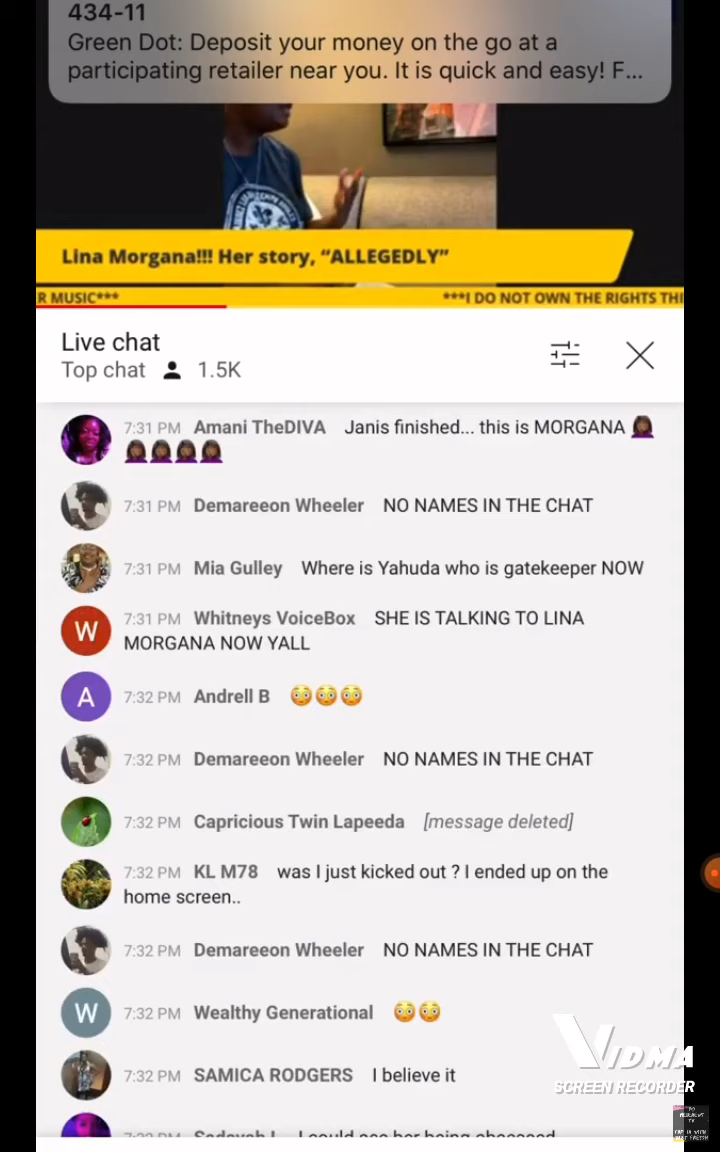 434-11
Green Dot: Deposit your money on the go at a
participating retailer near you. It is quick and easy! F...
Lina Morgana!!! Her story, “ALLEGEDLY”
R MUSIC*** ***I DO NOT OWN THE RIGHTS THI
Live chat
Top chat 1.5K
7:31 PM Amani TheDIVA Janis finished... this is MORGANA
7:31 PM Demareeon Wheeler NO NAMES IN THE CHAT
7:31 PM Mia Gulley Where is Yahuda who is gatekeeper NOW
W 7:31 PM Whitneys VoiceBox SHE IS TALKING TO LINA
MORGANA NOW YALL
A 7:32 PM Andrell B 😳😳😳
7:32 PM Demareeon Wheeler NO NAMES IN THE CHAT
7:32 PM Capricious Twin Lapeeda [message deleted]
7:32 PM KL M78 was I just kicked out ? I ended up on the
home screen..
7:32 PM Demareeon Wheeler NO NAMES IN THE CHAT
W 7:32 PM Wealthy Generational 😳😳
7:32 PM SAMICA RODGERS I believe it
VIDMA
SCREEN RECORDER